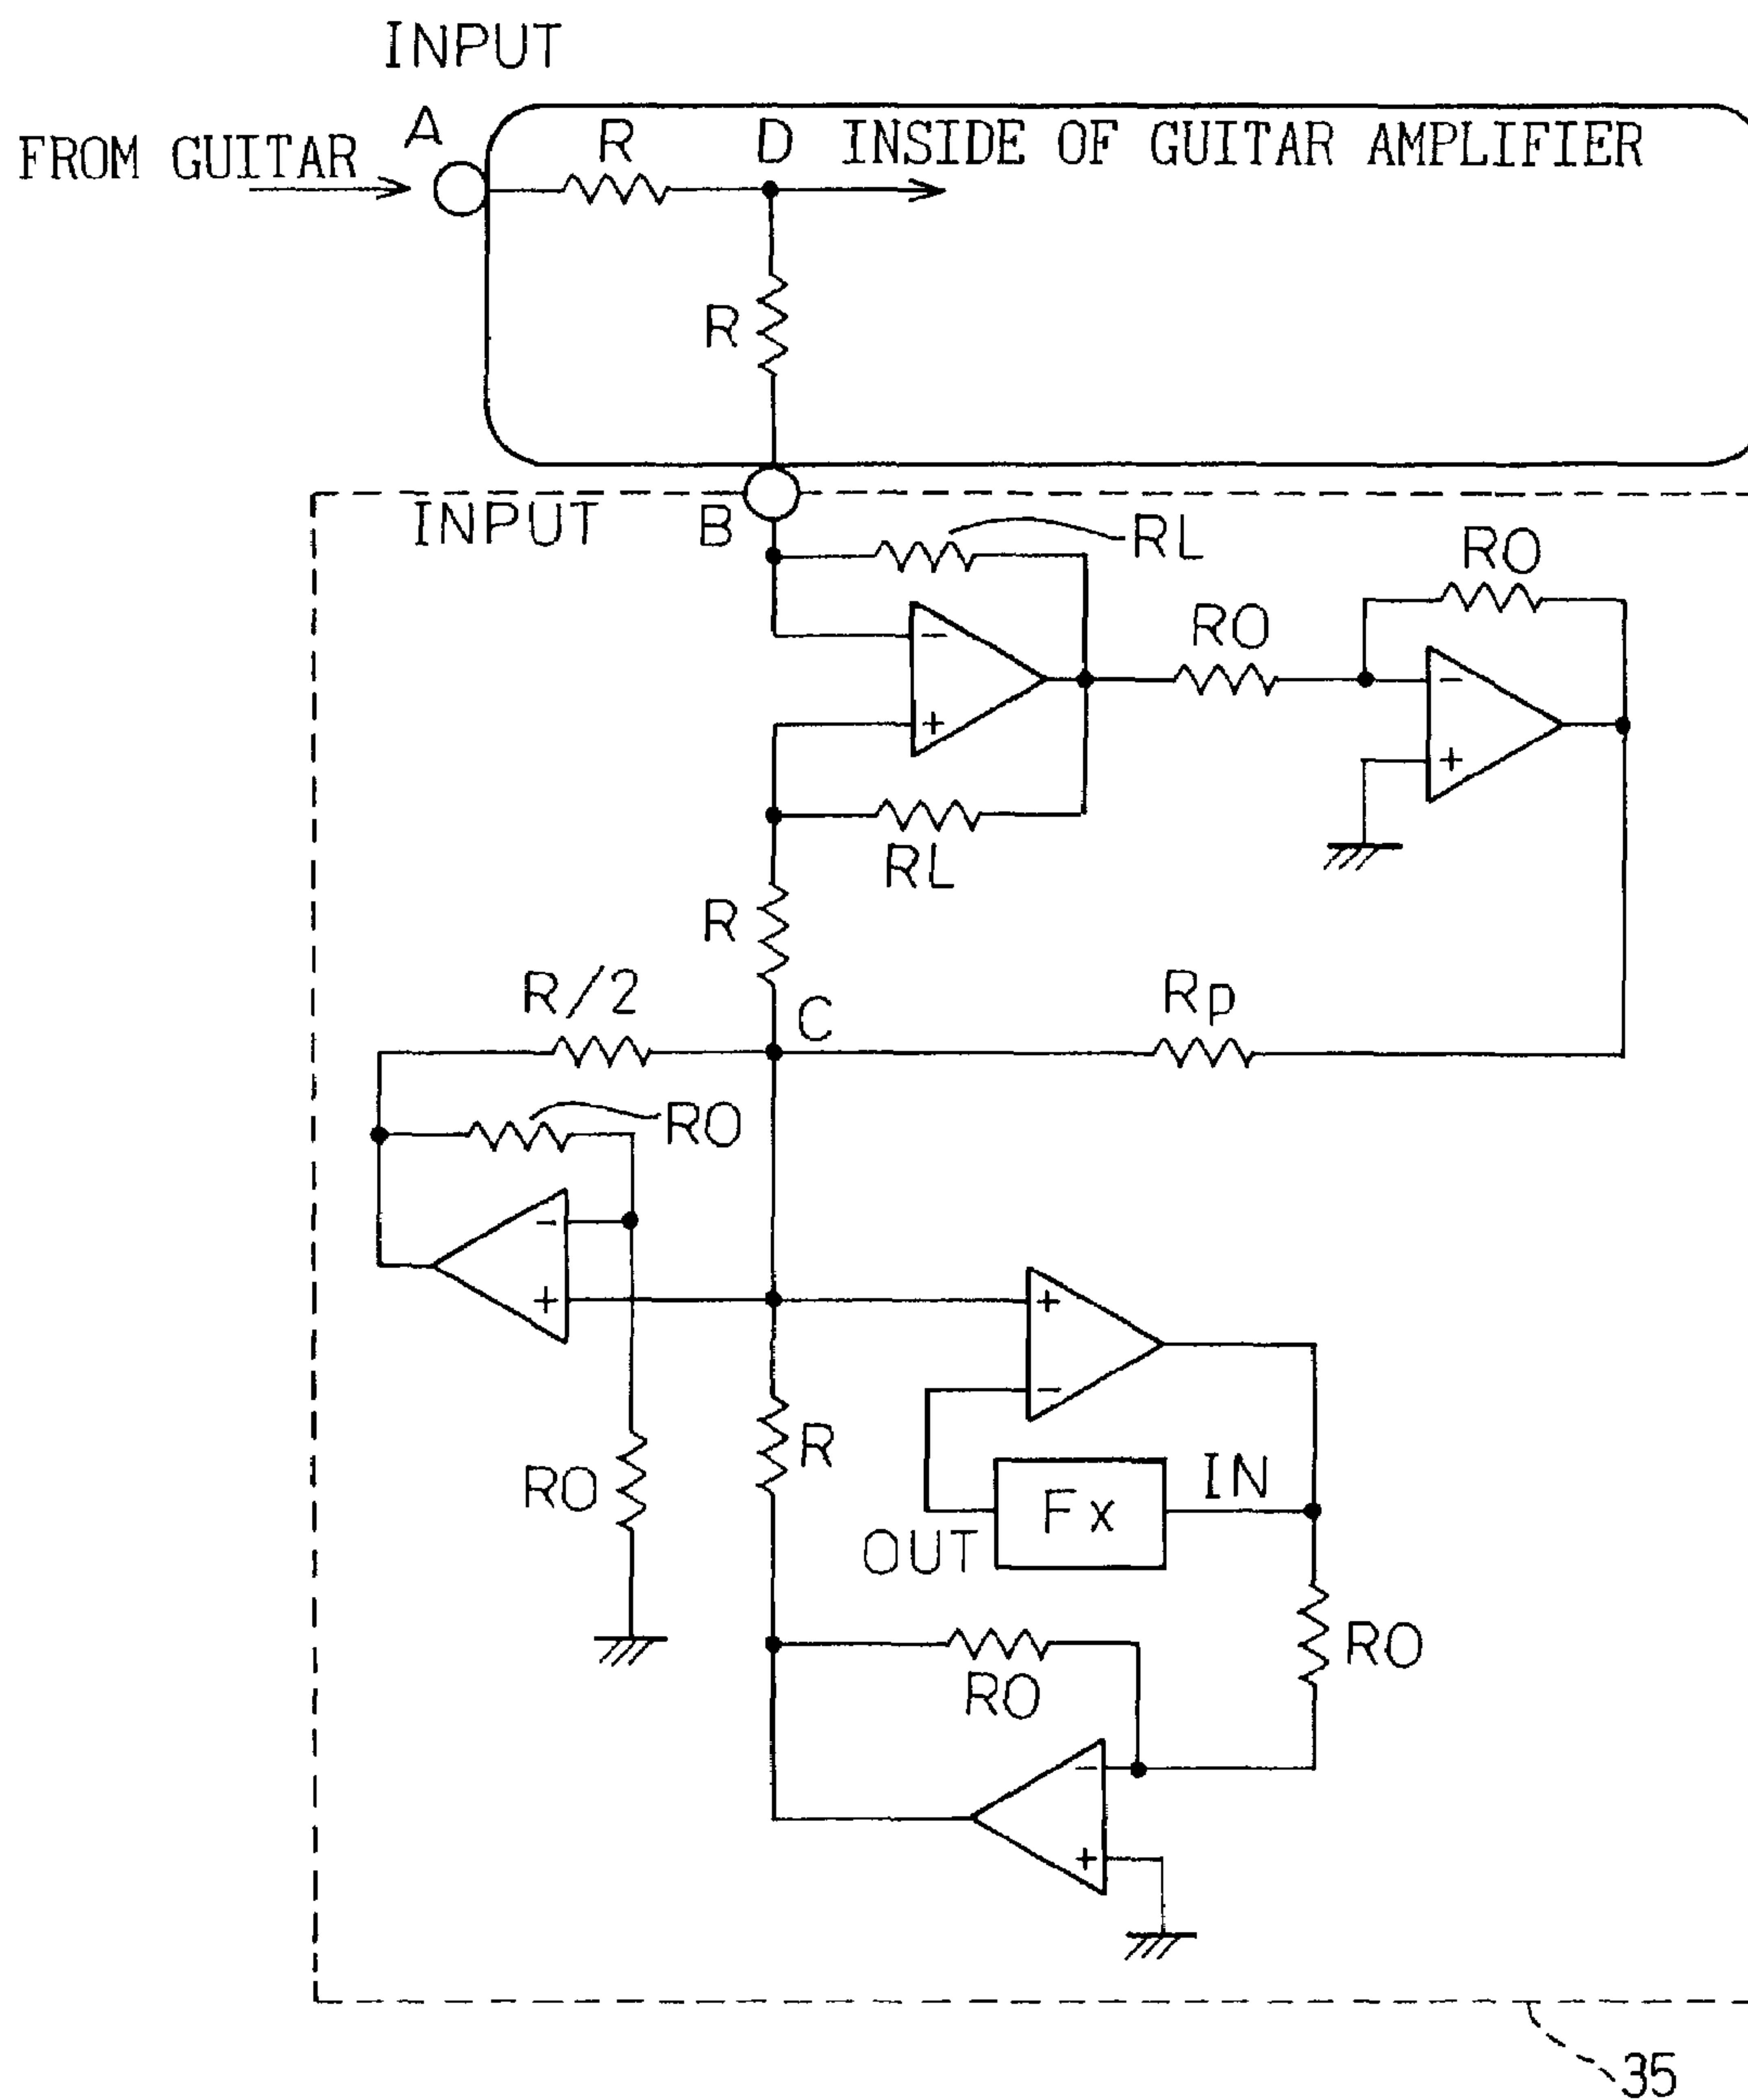 INPUT
A
FROM GUITAR
R
D
INSIDE OF GUITAR AMPLIFIER
R
INPUT
B
RL
RO
RO
-
-
+
+
RL
R
R/2
C
Rp
RO
-
+
+
-
R
RO
IN
Fx
OUT
RO
RO
-
+
35